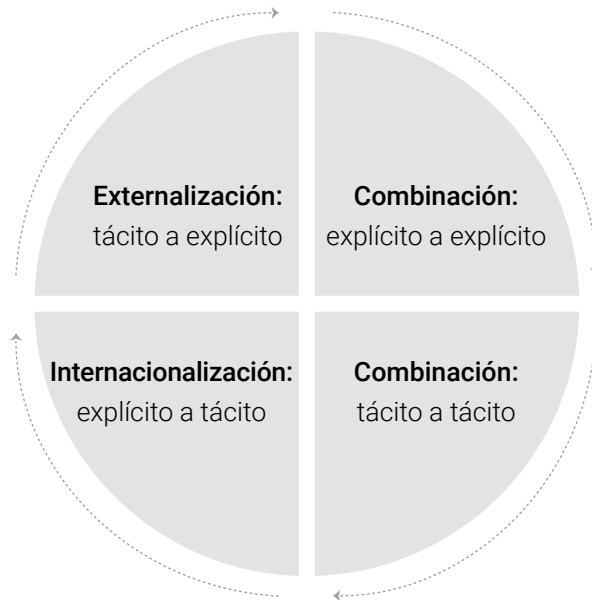 Externalización:
tácito a explícito
Combinación:
explícito a explícito
Internacionalización:
explícito a tácito
Combinación:
tácito a tácito